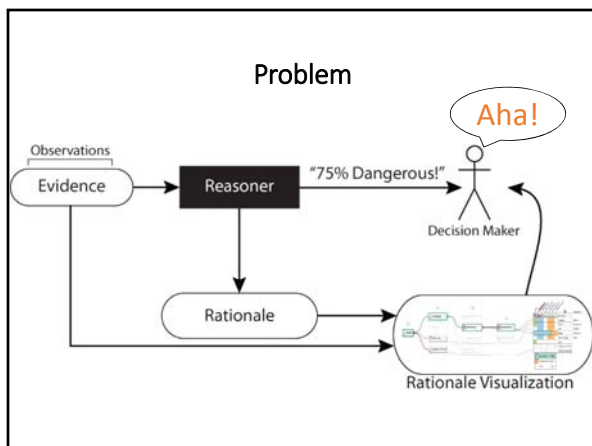 Problem
Aha!
Observations
Evidence
Reasoner
"75% Dangerous!"
Decision Maker
Rationale
Rationale Visualization